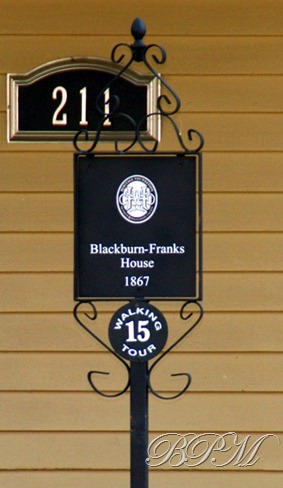 211
Blackburn-Franks
House
1867
WALKING
15
TOUR
BPM